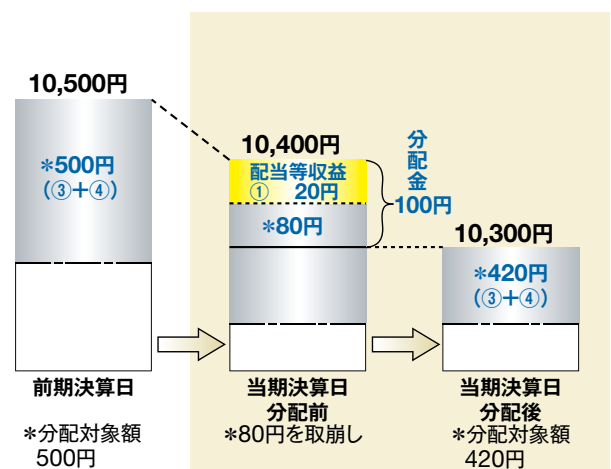 10,500円
*500円
(③+④)
前期決算日
*分配対象額
500円
10,400円
配当等収益
① 20円
*80円
分配金
100円
当期決算日
分配前
*80円を取崩し
10,300円
*420円
(③+④)
当期決算日
分配後
*分配対象額
420円